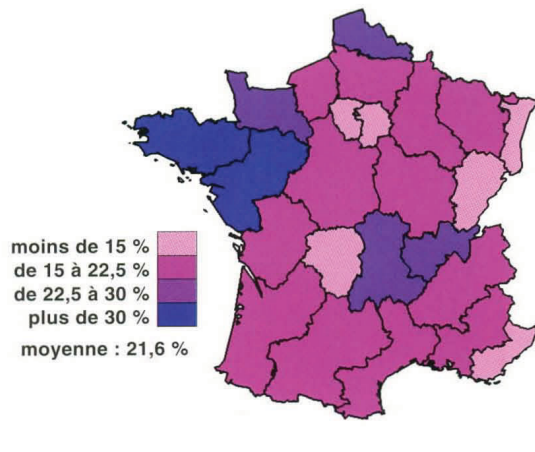 moins de 15 %
de 15 à 22,5 %
de 22,5 à 30 %
plus de 30 %
moyenne : 21,6 %